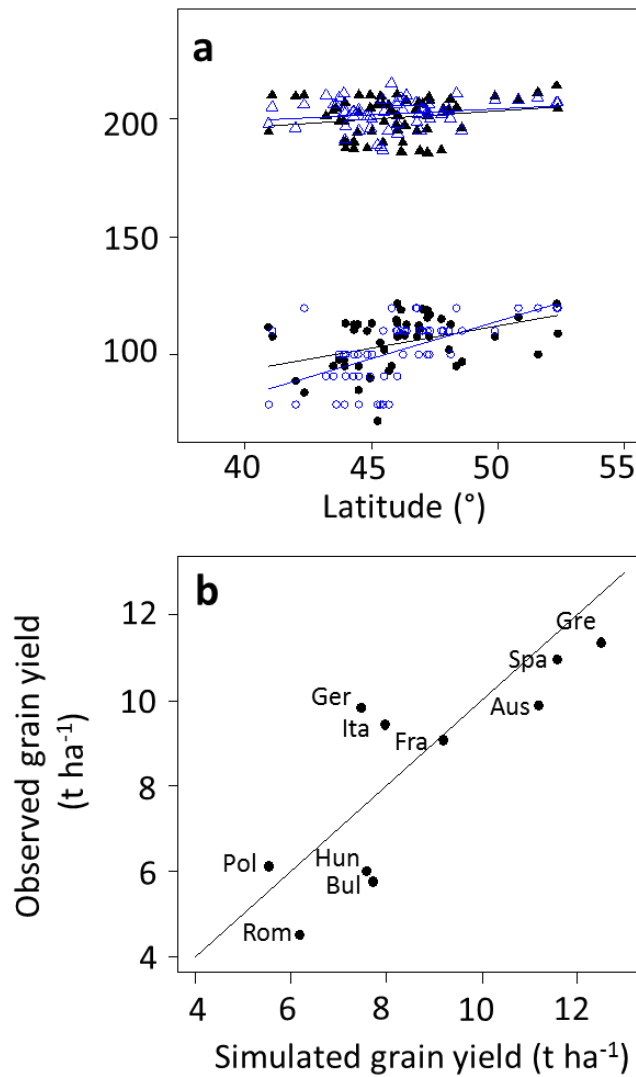 a
200
150
100
40 45 50 55
Latitude (°)
b
Observed grain yield
(t ha⁻¹)
12
10
8
6
4
Gre
Spa
Ger
Aus
Ita
Fra
Pol
Hun
Bul
Rom
4 6 8 10 12
Simulated grain yield (t ha⁻¹)